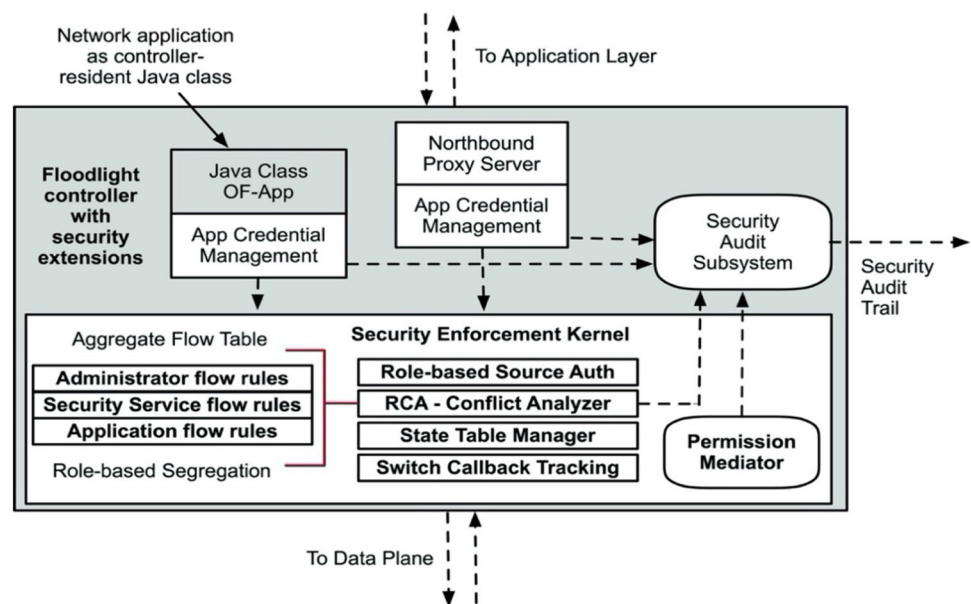 Network application
as controller-
resident Java class
To Application Layer
Floodlight
controller
with
security
extensions
Java Class
OF-App
App Credential
Management
Northbound
Proxy Server
App Credential
Management
Security
Audit
Subsystem
Security
Audit
Trail
Aggregate Flow Table
Administrator flow rules
Security Service flow rules
Application flow rules
Role-based Segregation
Security Enforcement Kernel
Role-based Source Auth
RCA - Conflict Analyzer
State Table Manager
Switch Callback Tracking
Permission
Mediator
To Data Plane